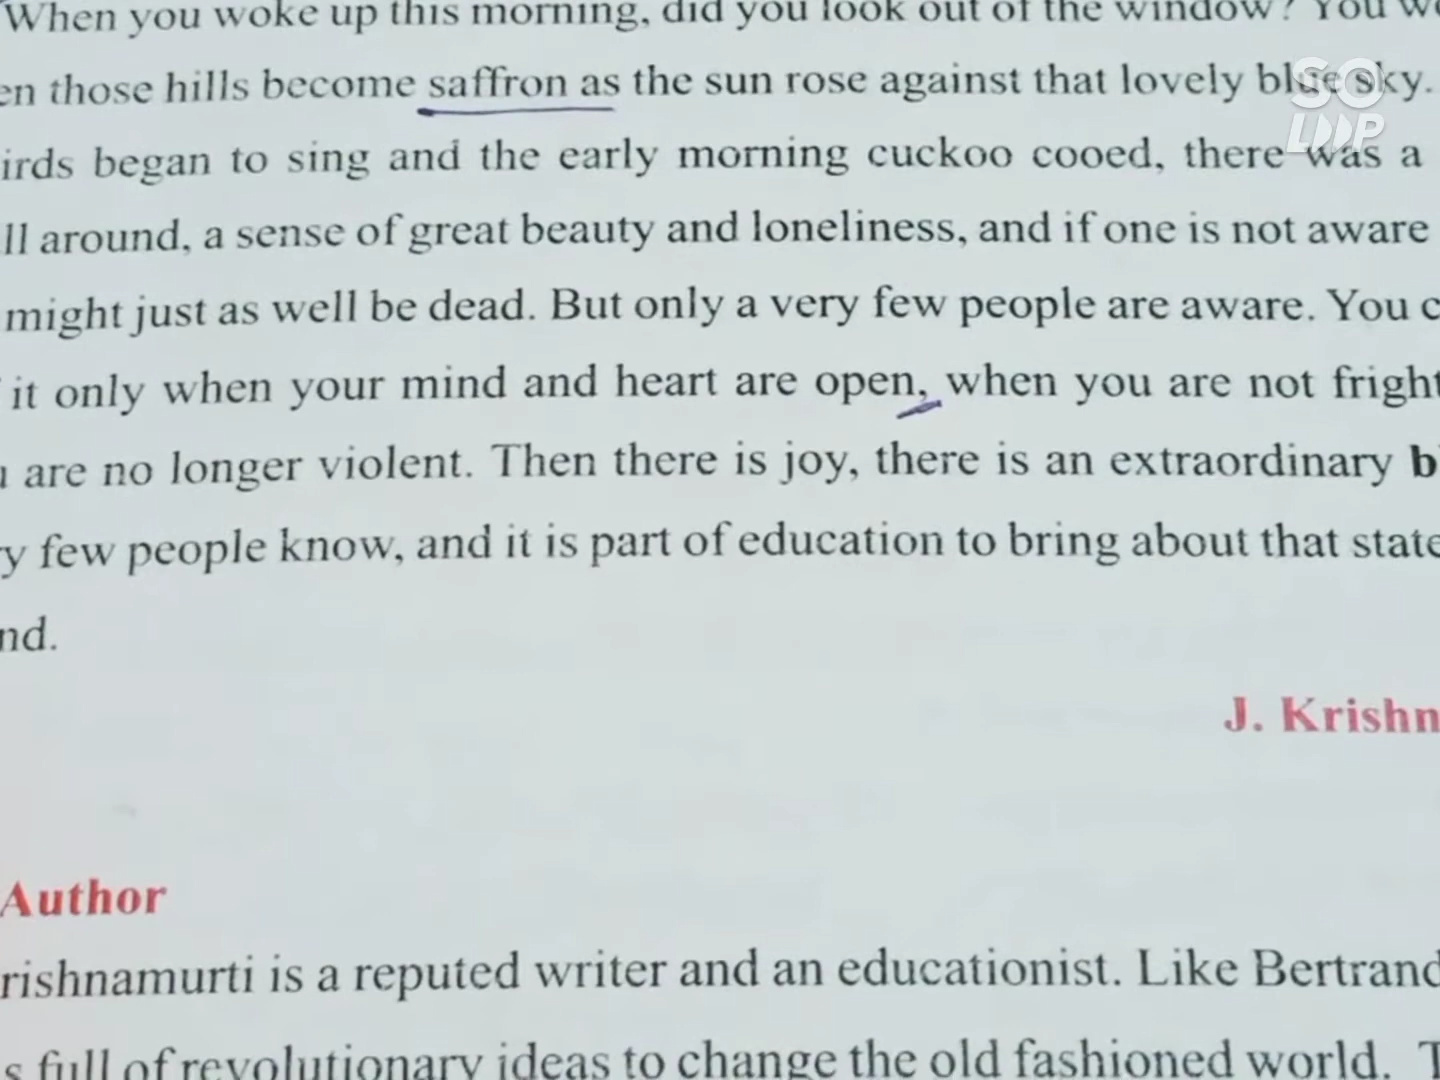 When you woke up this morning, did you look out of the window? You
those hills become saffron as the sun rose against that lovely blue sky.
began to sing and the early morning cuckoo cooed, there was a
around, a sense of great beauty and loneliness, and if one is not aware
might just as well be dead. But only a very few people are aware. You
it only when your mind and heart are open, when you are not
are no longer violent. Then there is joy, there is an extraordinary
few people know, and it is part of education to bring about that state
J. Krishn
Author
rishnamurti is a reputed writer and an educationist. Like Bertrand
full of revolutionary ideas to change the old fashioned world.
SO
LOOP